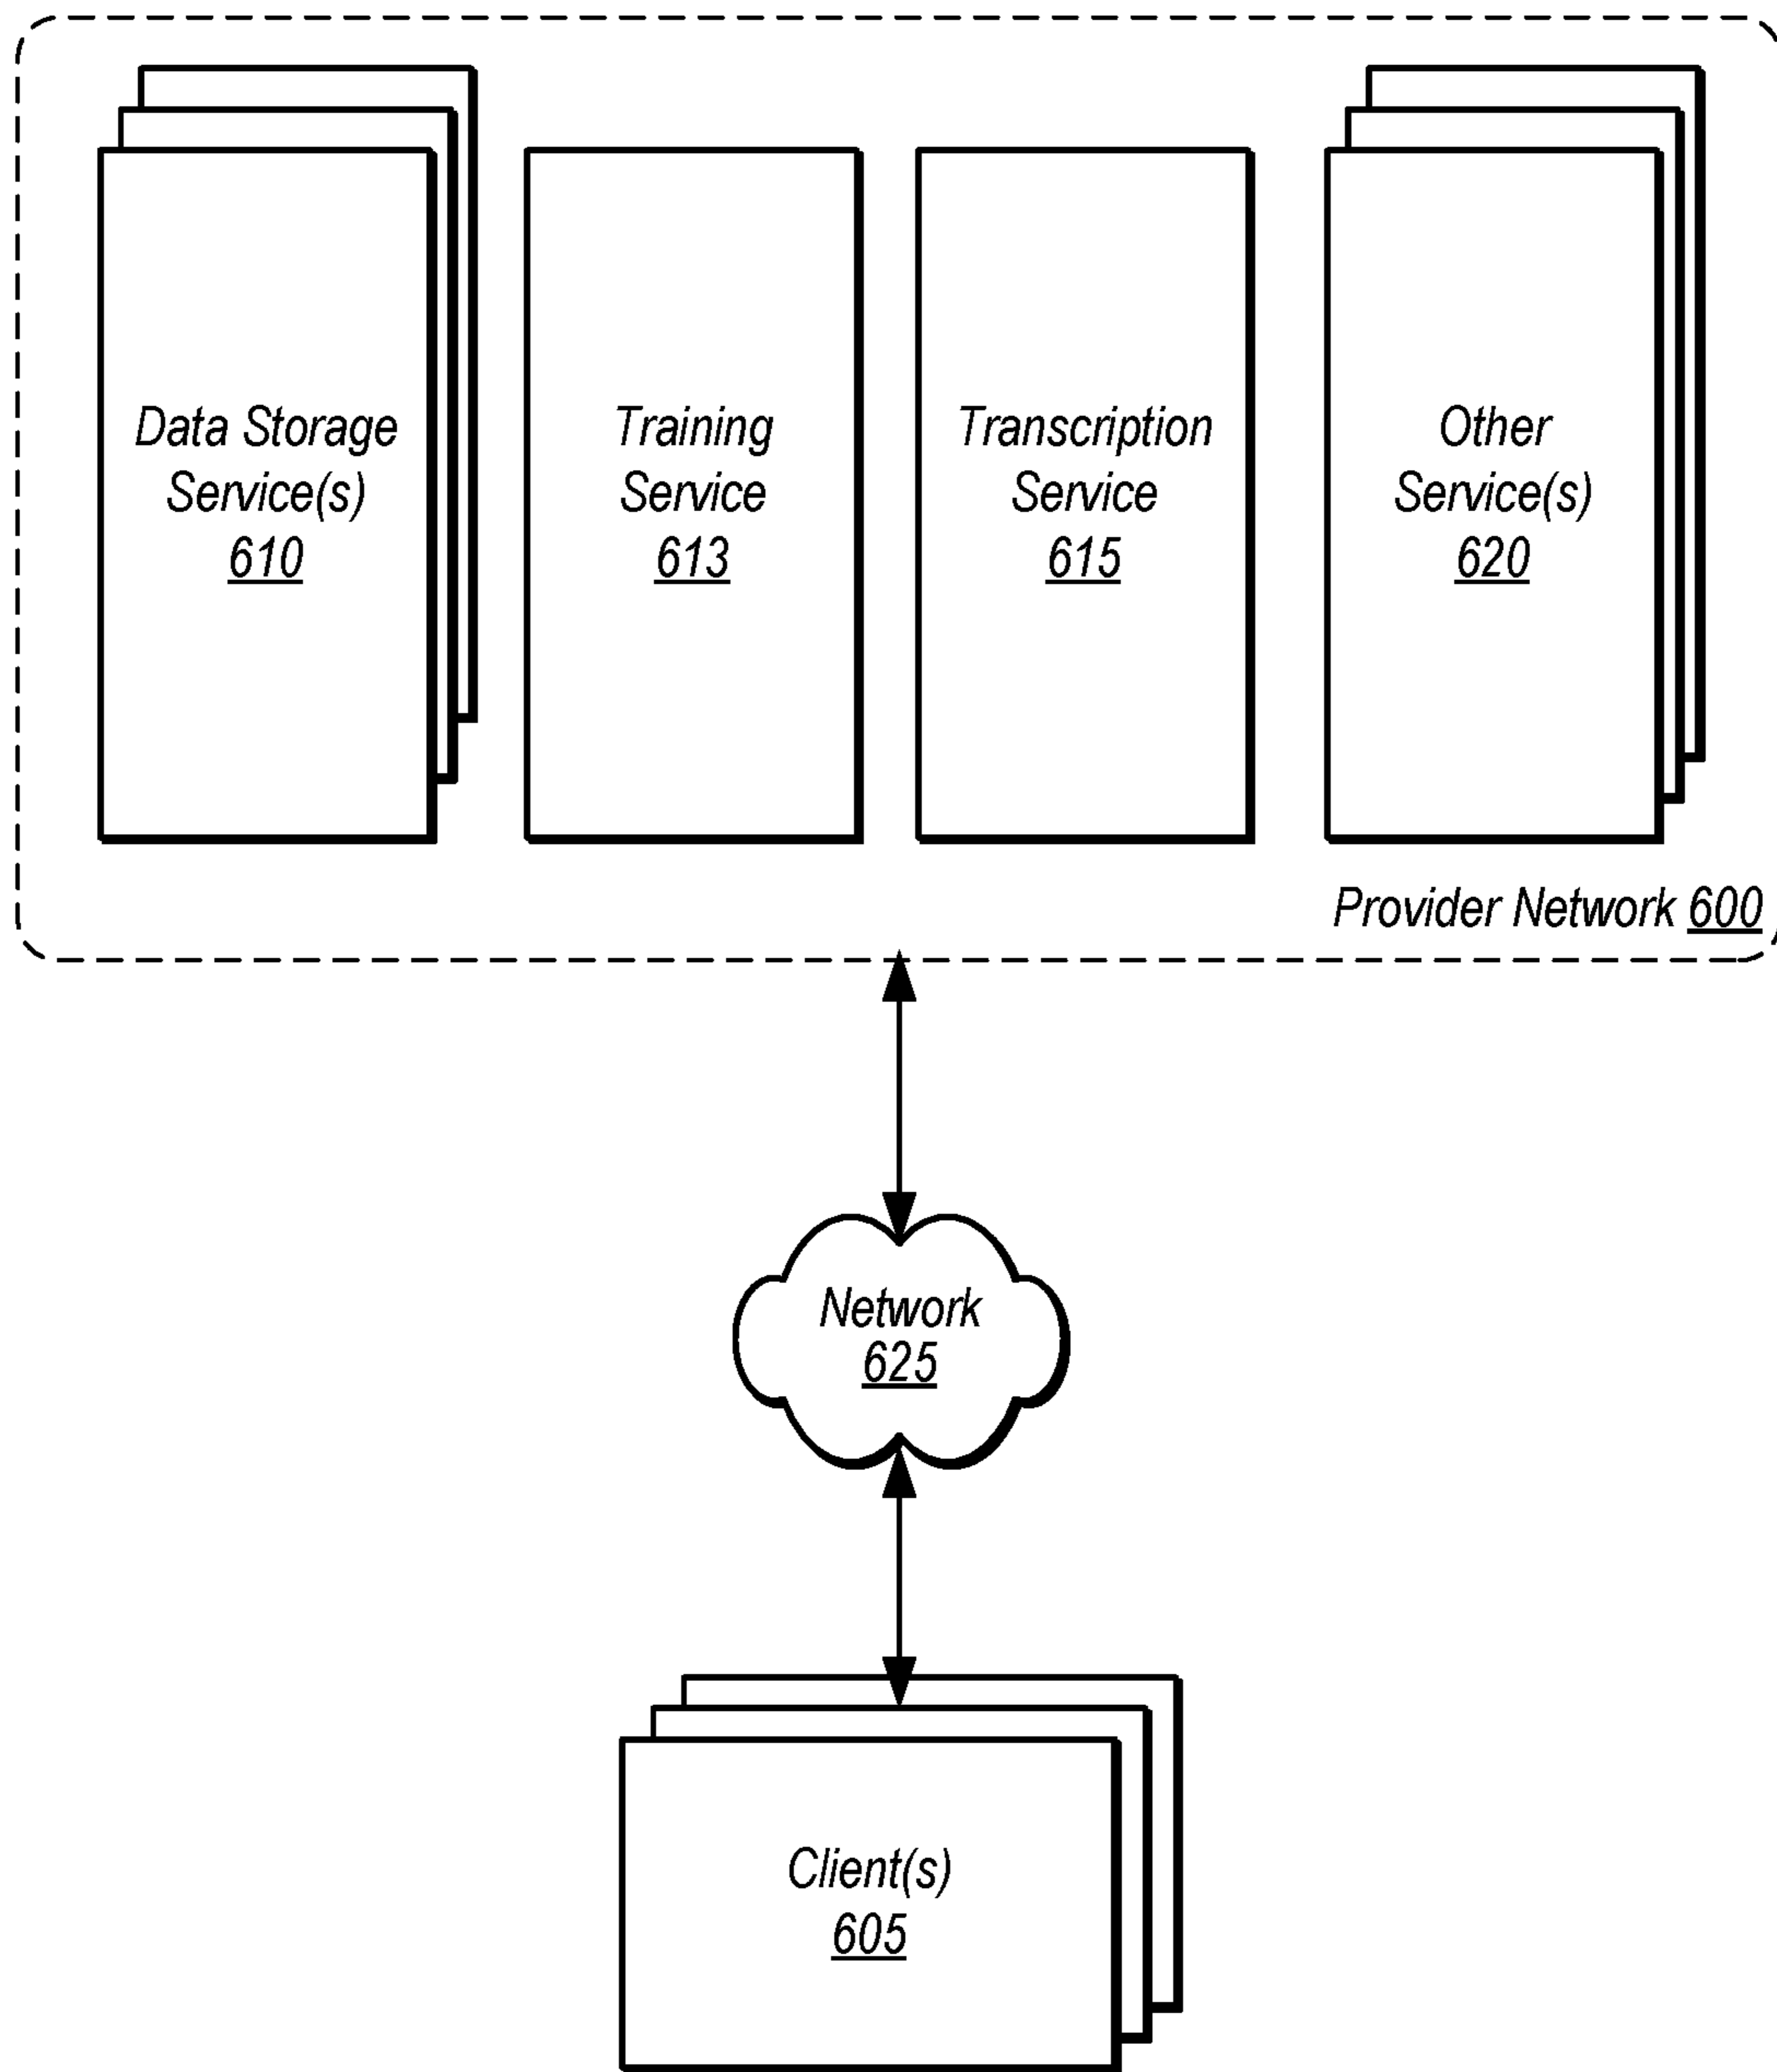 Data Storage
Service(s)
610
Training
Service
613
Transcription
Service
615
Other
Service(s)
620
Provider Network 600
Network
625
Client(s)
605